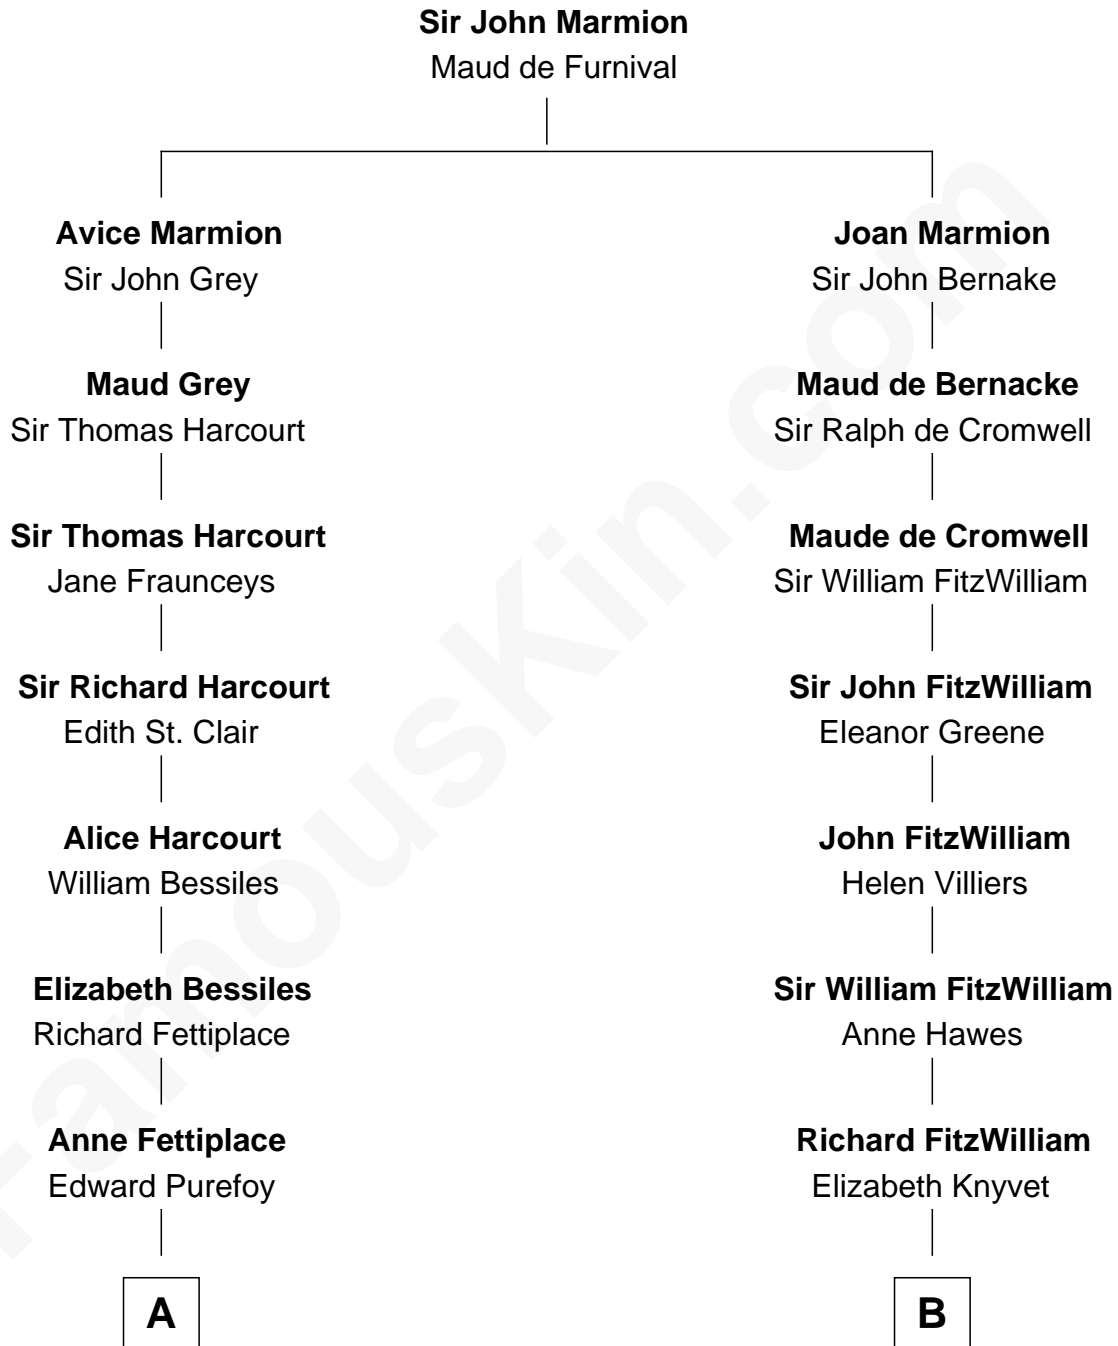 Sir John Marmion
Maud de Furnival
Avice Marmion
Sir John Grey
Joan Marmion
Sir John Bernake
Maud Grey
Sir Thomas Harcourt
Maud de Bernacke
Sir Ralph de Cromwell
Sir Thomas Harcourt
Jane Fraunceys
Maude de Cromwell
Sir William FitzWilliam
Sir Richard Harcourt
Edith St. Clair
Sir John FitzWilliam
Eleanor Greene
Alice Harcourt
William Bessiles
John FitzWilliam
Helen Villiers
Elizabeth Bessiles
Richard Fettiplace
Sir William FitzWilliam
Anne Hawes
Anne Fettiplace
Edward Purefoy
Richard FitzWilliam
Elizabeth Knyvet
A
B
FamousKin.com